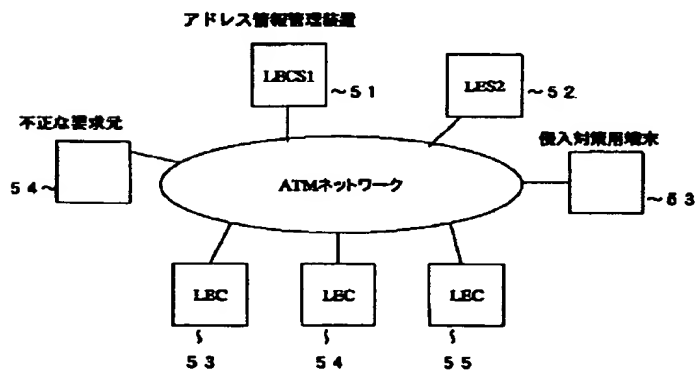 アドレス情報管理装置
LECS1
～51
LES2
～52
不正な要求元
54～
侵入対策用端末
～53
ATMネットワーク
LEC
LEC
LEC
53
54
55